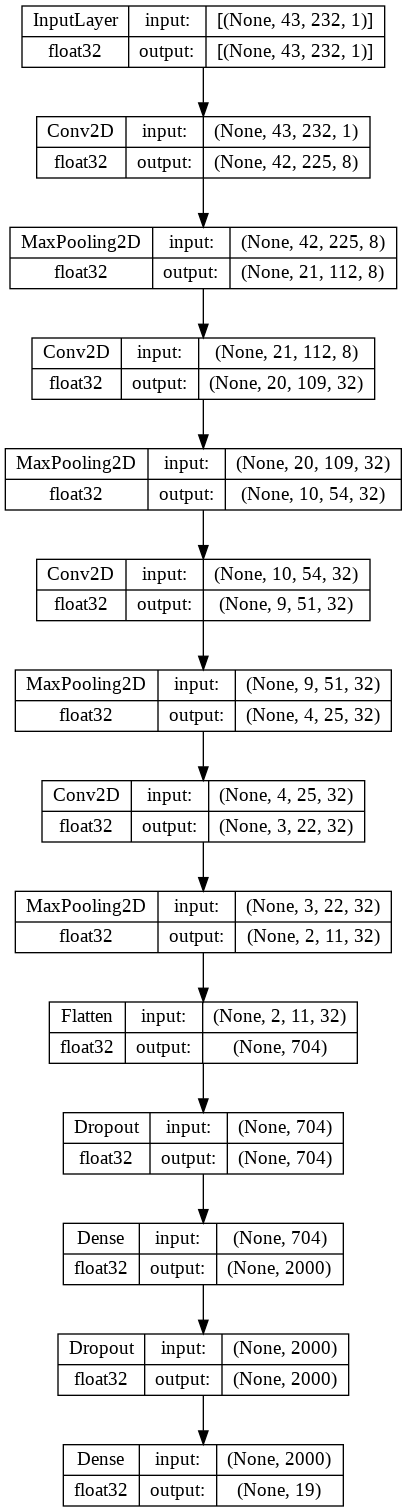 InputLayer input: [(None, 43, 232, 1)]
float32 output: [(None, 43, 232, 1)]
Conv2D input: (None, 43, 232, 1)
float32 output: (None, 42, 225, 8)
MaxPooling2D input: (None, 42, 225, 8)
float32 output: (None, 21, 112, 8)
Conv2D input: (None, 21, 112, 8)
float32 output: (None, 20, 109, 32)
MaxPooling2D input: (None, 20, 109, 32)
float32 output: (None, 10, 54, 32)
Conv2D input: (None, 10, 54, 32)
float32 output: (None, 9, 51, 32)
MaxPooling2D input: (None, 9, 51, 32)
float32 output: (None, 4, 25, 32)
Conv2D input: (None, 4, 25, 32)
float32 output: (None, 3, 22, 32)
MaxPooling2D input: (None, 3, 22, 32)
float32 output: (None, 2, 11, 32)
Flatten input: (None, 2, 11, 32)
float32 output: (None, 704)
Dropout input: (None, 704)
float32 output: (None, 704)
Dense input: (None, 704)
float32 output: (None, 2000)
Dropout input: (None, 2000)
float32 output: (None, 2000)
Dense input: (None, 2000)
float32 output: (None, 19)